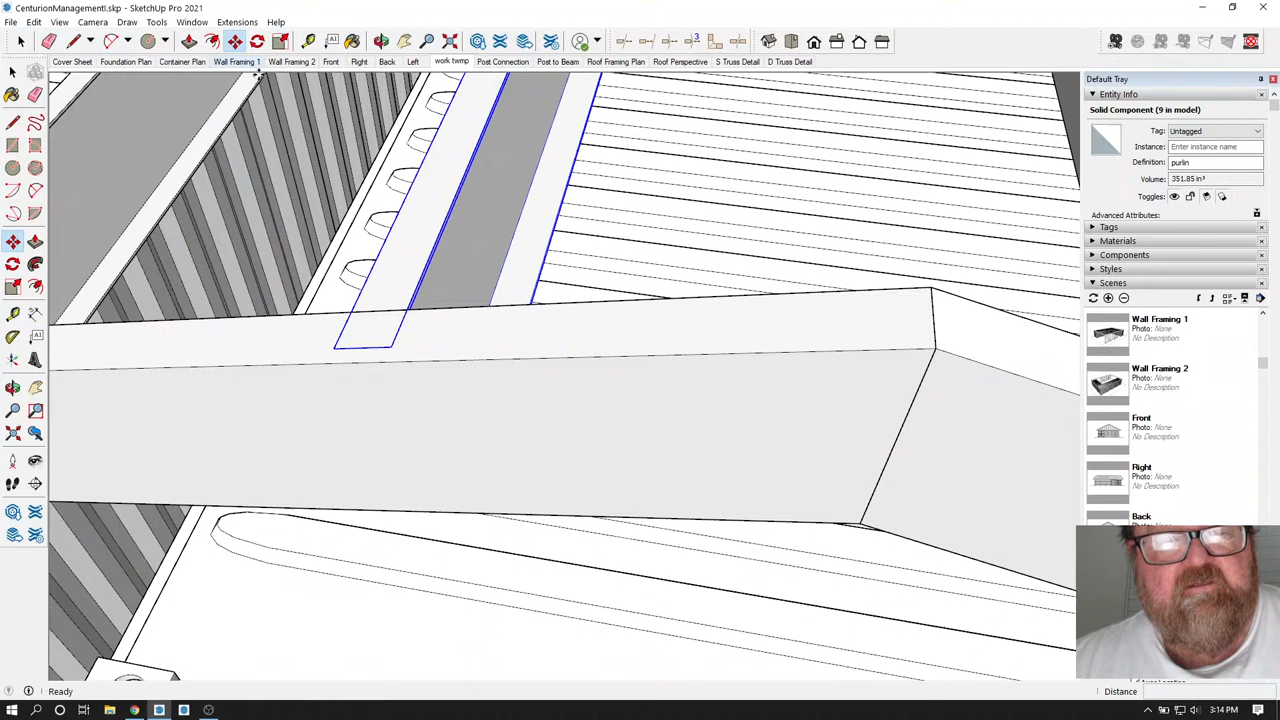 CenturionManagementI.skp - SketchUp Pro 2021
File Edit View Camera Draw Tools Window Extensions Help
Cover Sheet Foundation Plan Container Plan Wall Framing 1 Wall Framing 2 Front Right Back Left work twmp Post Connection Post to Beam Roof Framing Plan Roof Perspective S Truss Detail D Truss Detail
Default Tray
Entity Info
Solid Component (9 in model)
Tag: Untagged
Instance: Enter instance name
Definition: purlin
Volume: 351.85 in³
Toggles:
Advanced Attributes:
Tags
Materials
Components
Styles
Scenes
Wall Framing 1
Photo: None
No Description
Wall Framing 2
Photo: None
No Description
Front
Photo: None
No Description
Right
Photo: None
No Description
Back
Ready
Distance
3:14 PM